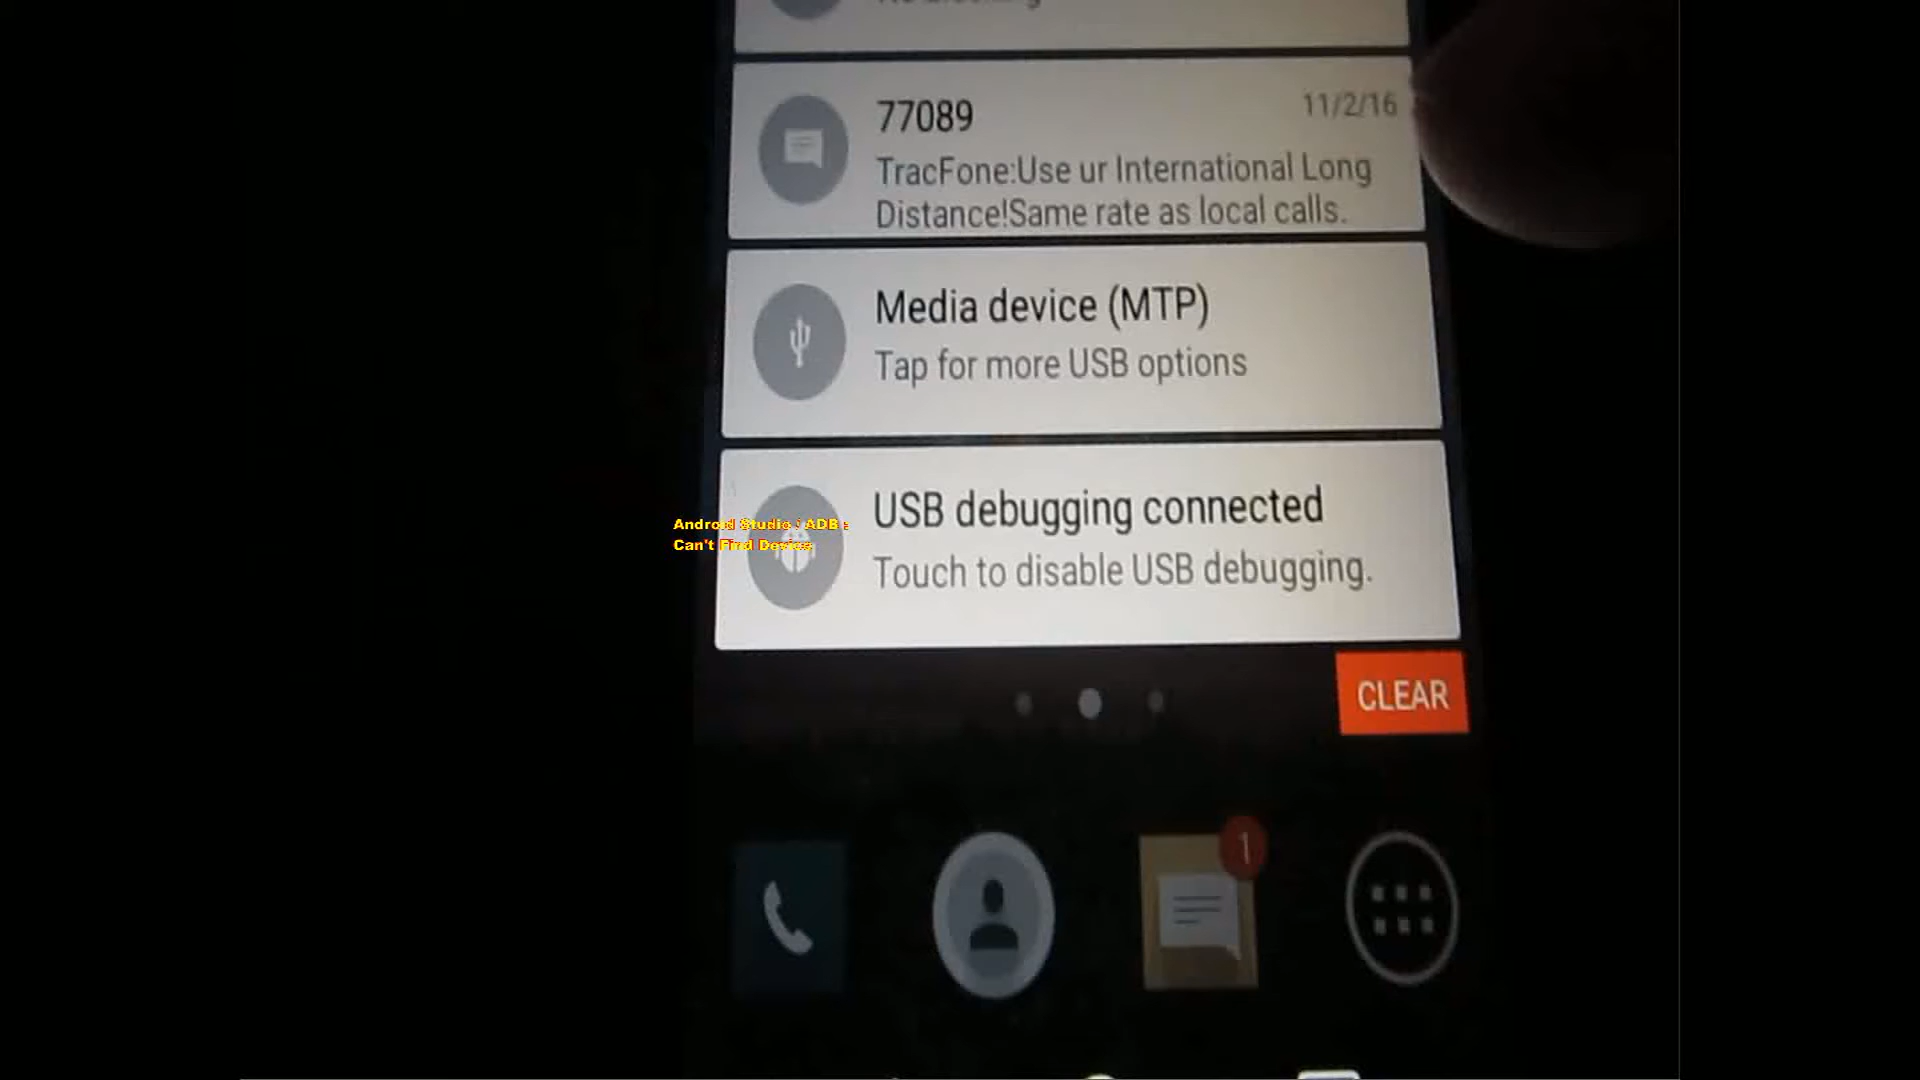 77089
11/2/16
TracFone:Use ur International Long
Distance!Same rate as local calls.
Media device (MTP)
Tap for more USB options
USB debugging connected
Touch to disable USB debugging.
Android Studio / ADB :
Can't Find Device
CLEAR
1